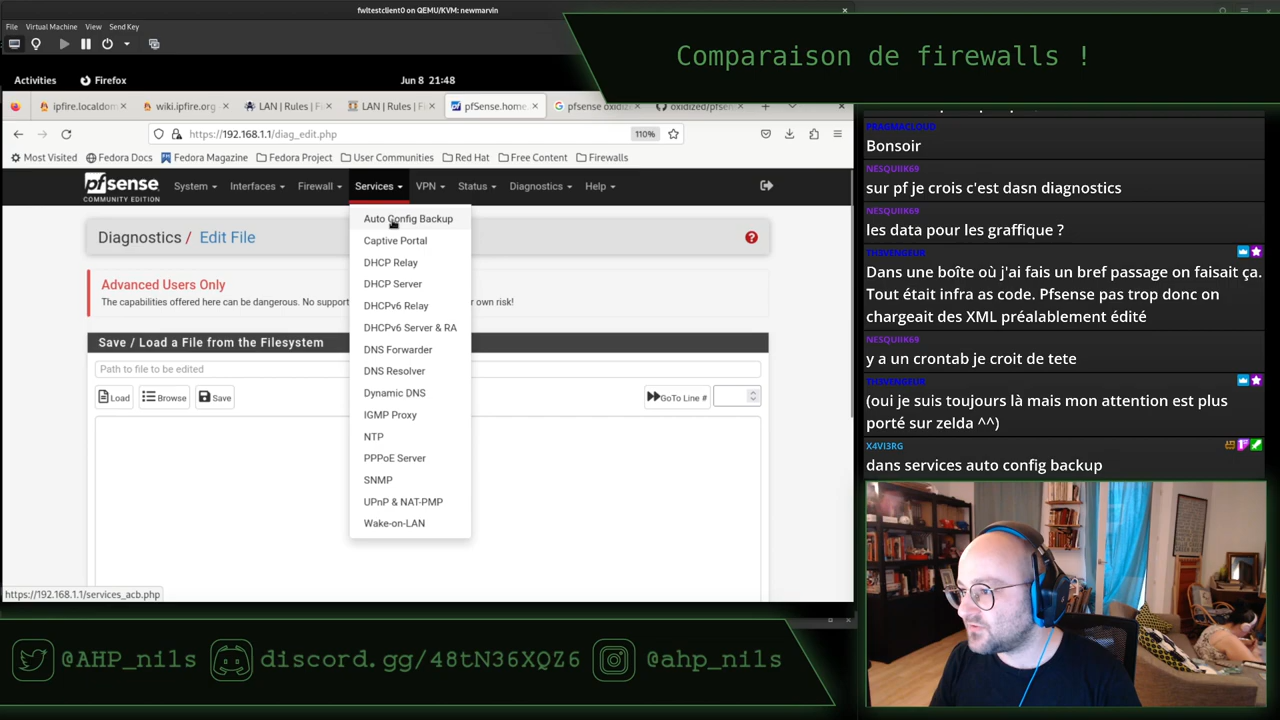 fwltestclient0 on QEMU/KVM: newmarvin
File Virtual Machine View Send Key
Comparaison de firewalls !
Activities Firefox Jun 8 21:48
ipfire.localdom
wiki.ipfire.org -
LAN | Rules | Fi
LAN | Rules | F
pfSense.home.
pfsense oxidiz
oxidized/pfsen
https://192.168.1.1/diag_edit.php 110%
Most Visited Fedora Docs Fedora Magazine Fedora Project User Communities Red Hat Free Content Firewalls
pfsense
COMMUNITY EDITION
System Interfaces Firewall Services VPN Status Diagnostics Help
Auto Config Backup
Captive Portal
DHCP Relay
DHCP Server
DHCPv6 Relay
DHCPv6 Server & RA
DNS Forwarder
DNS Resolver
Dynamic DNS
IGMP Proxy
NTP
PPPoE Server
SNMP
UPnP & NAT-PMP
Wake-on-LAN
Diagnostics / Edit File
Advanced Users Only
The capabilities offered here can be dangerous. No support
r own risk!
Save / Load a File from the Filesystem
Path to file to be edited
Load Browse Save GoTo Line #
https://192.168.1.1/services_acb.php
PRAGMACLOUD
Bonsoir
NESQUIIK69
sur pf je crois c'est dasn diagnostics
NESQUIIK69
les data pour les graffique ?
TH3VENGEUR
Dans une boîte où j'ai fais un bref passage on faisait ça.
Tout était infra as code. Pfsense pas trop donc on
chargeait des XML préalablement édité
NESQUIIK69
y a un crontab je croit de tete
TH3VENGEUR
(oui je suis toujours là mais mon attention est plus
porté sur zelda ^^)
X4VI3RG
dans services auto config backup
@AHP_nils discord.gg/48tN36XQZ6 @ahp_nils